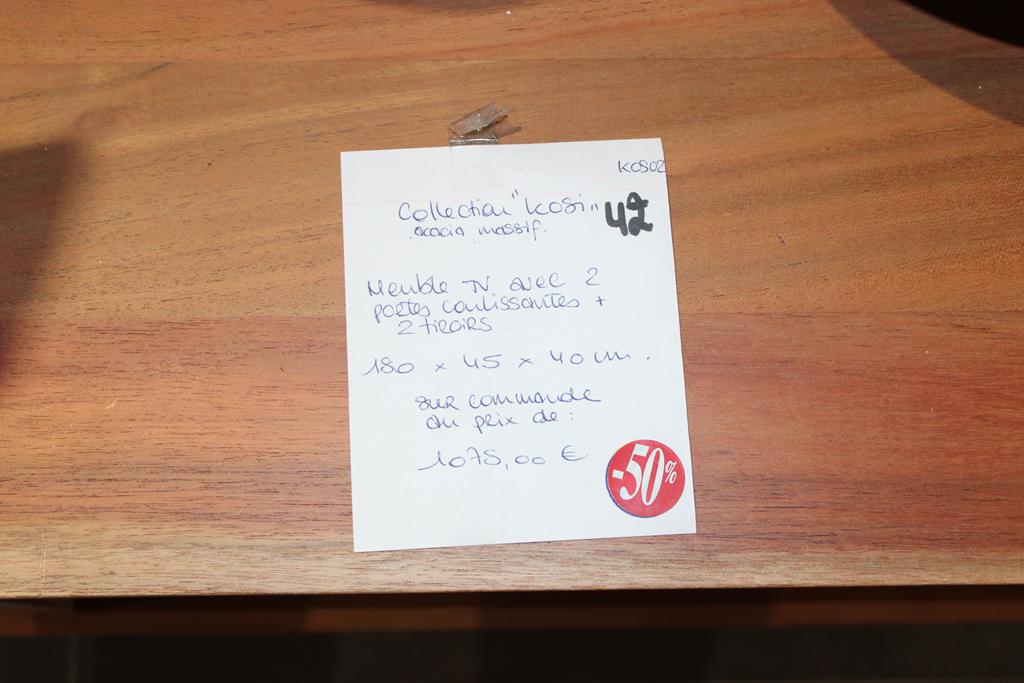 KOS02
Collection "Kosi"
acacia massif.
42
Meuble TV avec 2
portes coulissantes +
2 tiroirs.
180 x 45 x 40 cm.
sur commande
au prix de :
1075,00 €
-50%